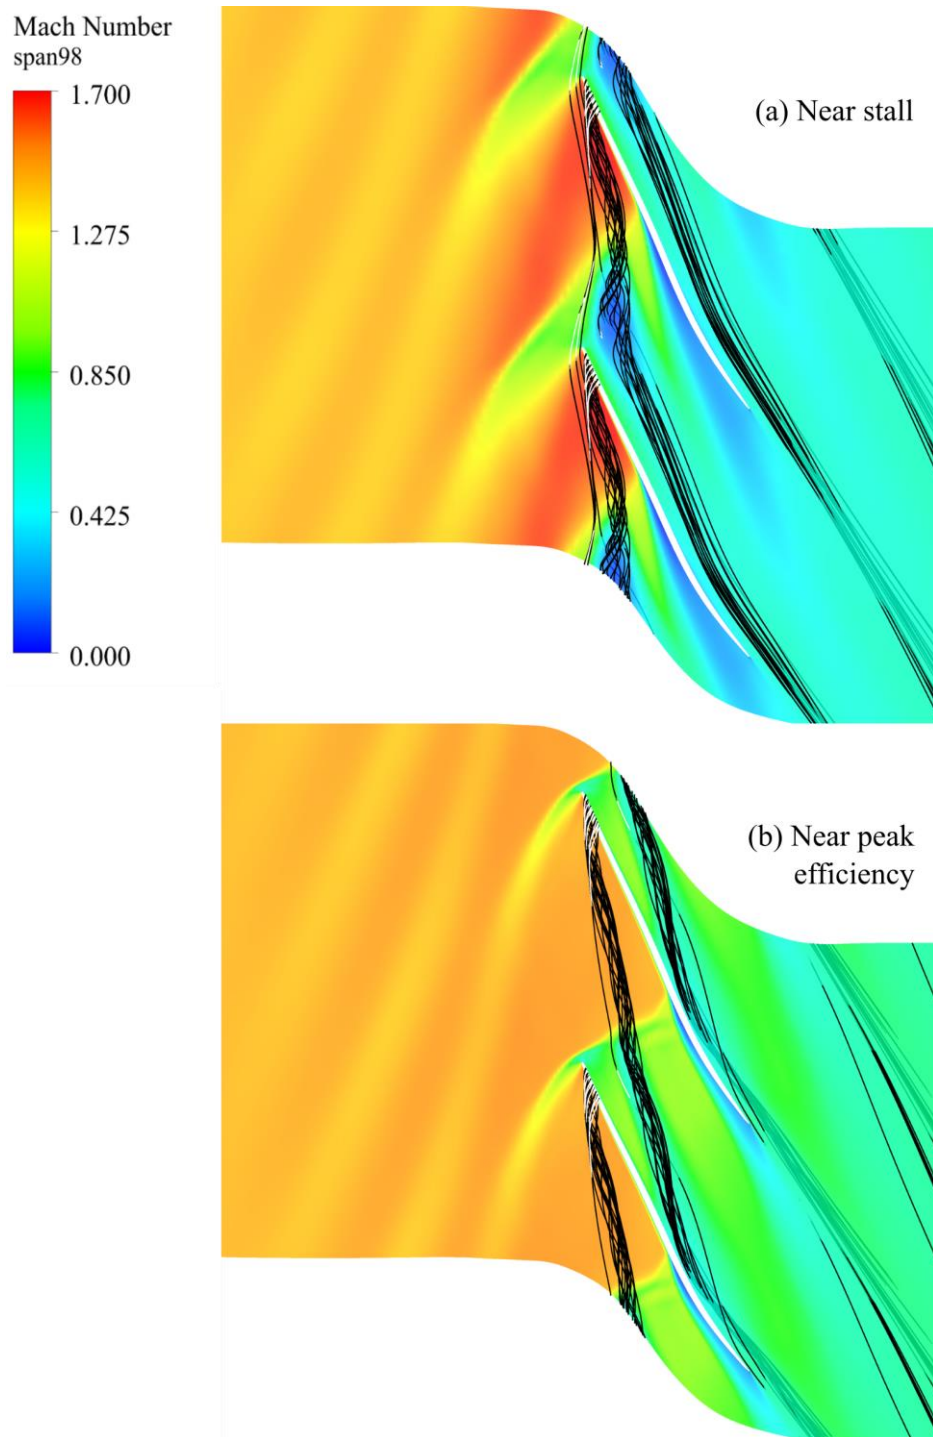 Mach Number
span98
1.700
1.275
0.850
0.425
0.000
(a) Near stall
(b) Near peak
efficiency